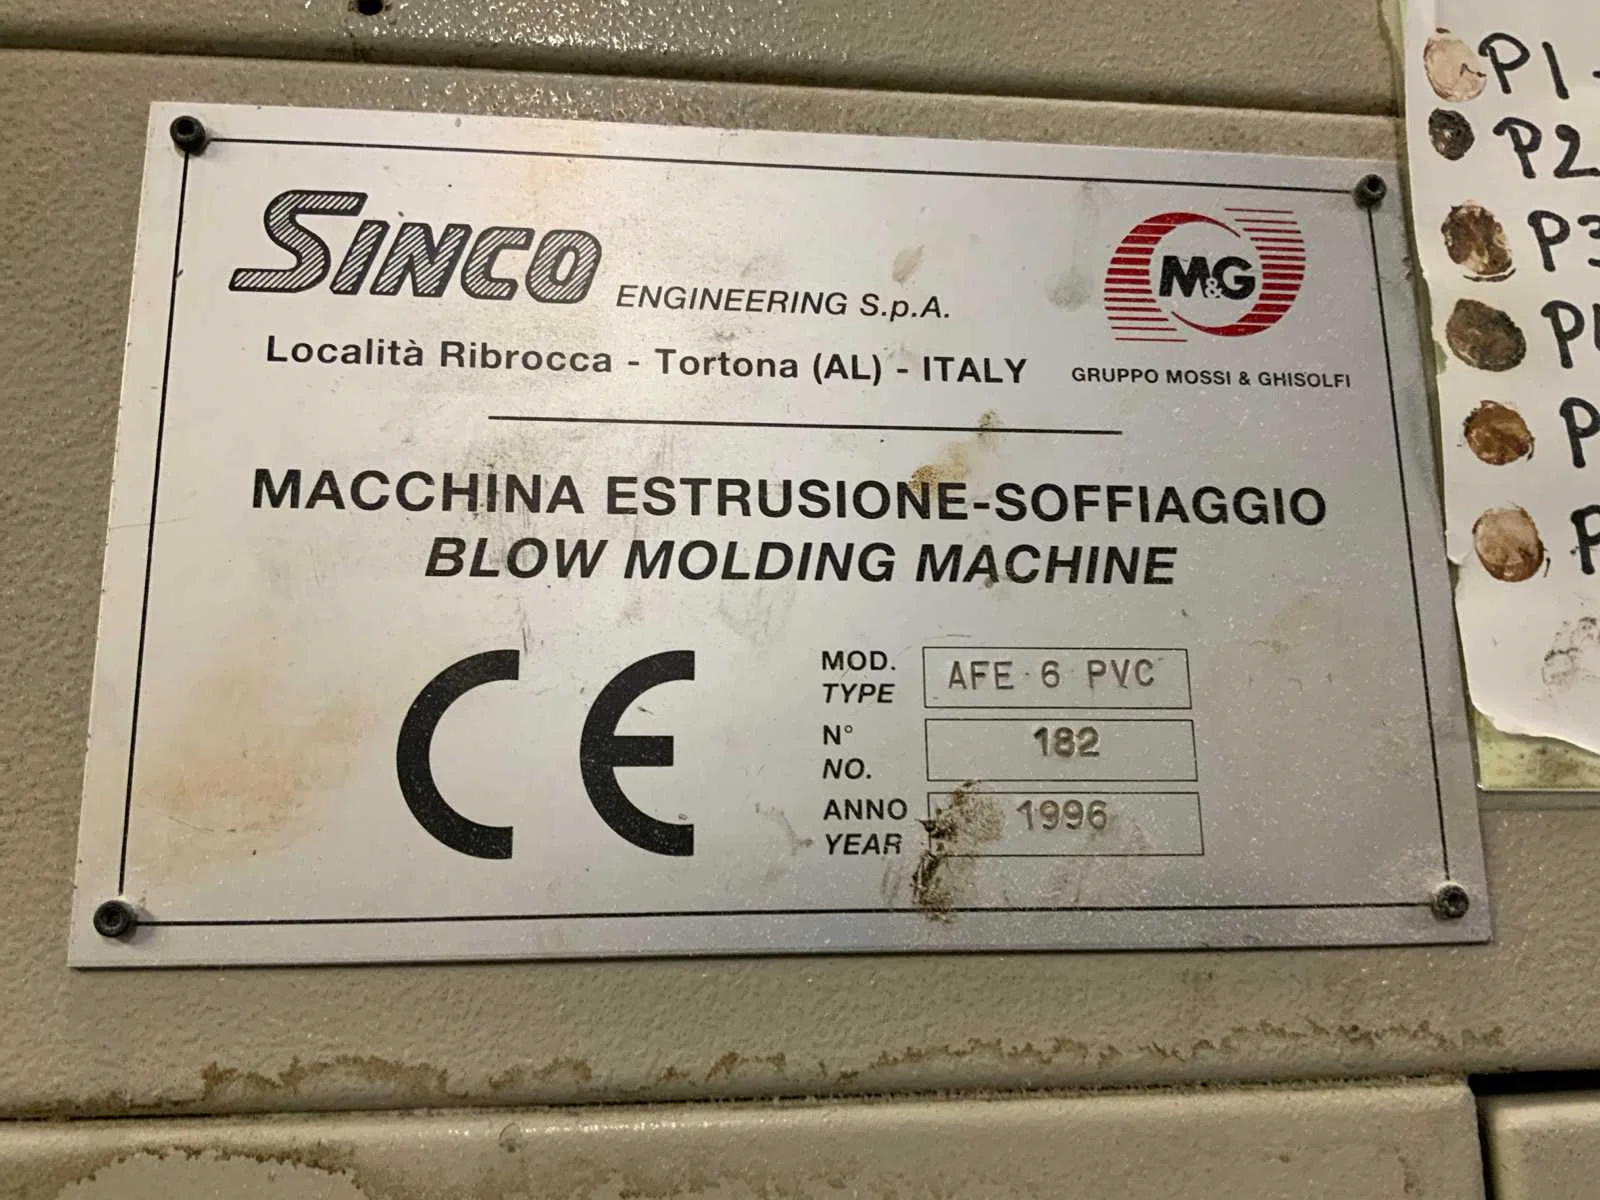 SINCO ENGINEERING S.p.A.
M&G
Località Ribrocca - Tortona (AL) - ITALY
GRUPPO MOSSI & GHISOLFI
MACCHINA ESTRUSIONE-SOFFIAGGIO
BLOW MOLDING MACHINE
CE
MOD.
TYPE
AFE-6 PVC
N°
NO.
182
ANNO
YEAR
1996
P1
P2
P3